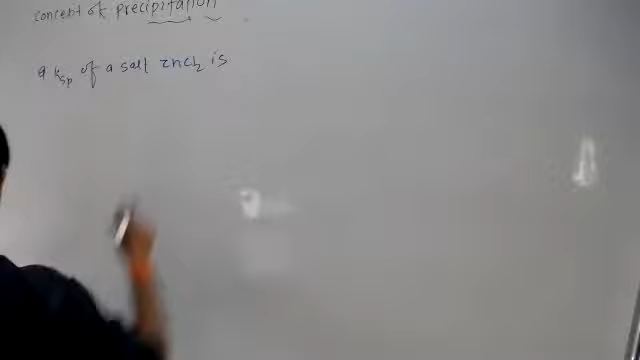 concept of precipitation
q Ksp of a salt ZnCl2 is